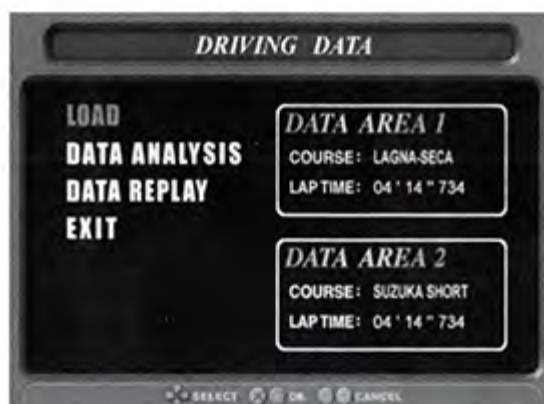 DRIVING DATA
LOAD
DATA ANALYSIS
DATA REPLAY
EXIT
DATA AREA 1
COURSE: LAGNA-SECA
LAP TIME: 04 ' 14 " 734
DATA AREA 2
COURSE: SUZUKA SHORT
LAP TIME: 04 ' 14 " 734
SELECT OK CANCEL